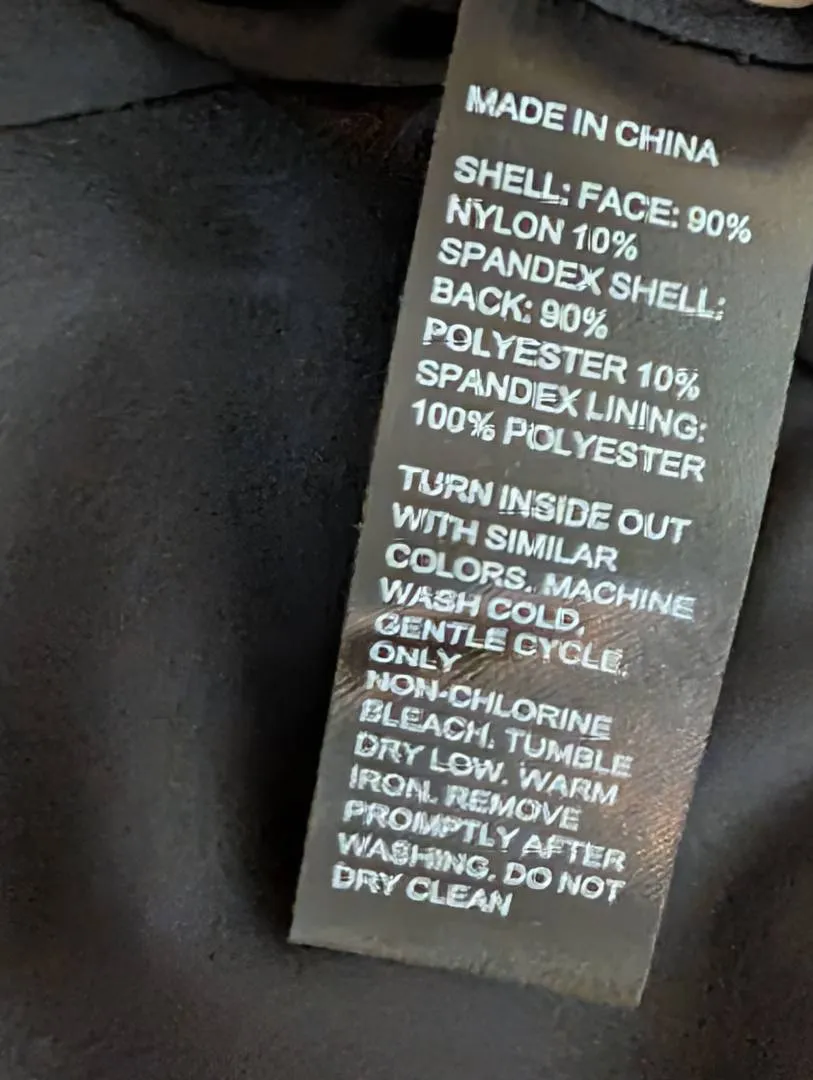 MADE IN CHINA
SHELL: FACE: 90%
NYLON 10%
SPANDEX SHELL:
BACK: 90%
POLYESTER 10%
SPANDEX LINING:
100% POLYESTER
TURN INSIDE OUT
WITH SIMILAR
COLORS. MACHINE
WASH COLD,
GENTLE CYCLE,
ONLY
NON-CHLORINE
BLEACH. TUMBLE
DRY LOW. WARM
IRON. REMOVE
PROMPTLY AFTER
WASHING. DO NOT
DRY CLEAN